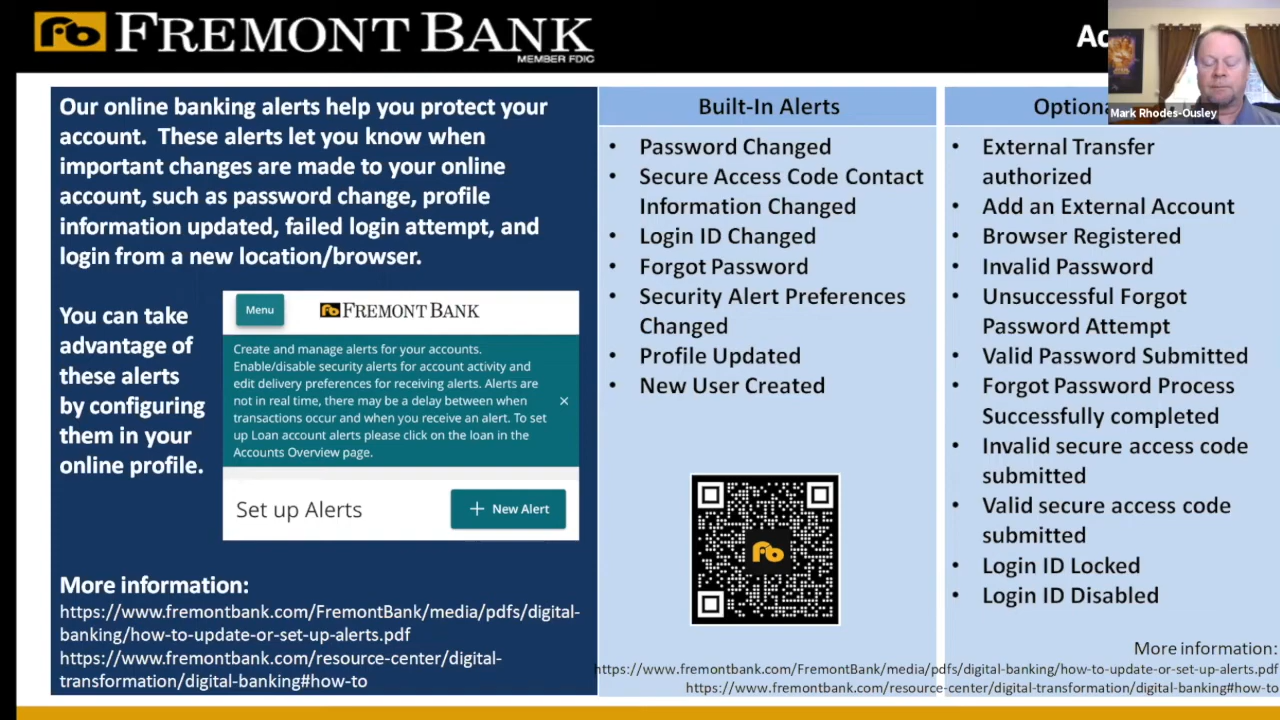 FREMONT BANK
MEMBER FDIC
Mark Rhodes-Ousley
Our online banking alerts help you protect your
account. These alerts let you know when
important changes are made to your online
account, such as password change, profile
information updated, failed login attempt, and
login from a new location/browser.
You can take
advantage of
these alerts
by configuring
them in your
online profile.
Menu
FREMONT BANK
Create and manage alerts for your accounts.
Enable/disable security alerts for account activity and
edit delivery preferences for receiving alerts. Alerts are
not in real time, there may be a delay between when
transactions occur and when you receive an alert. To set
up Loan account alerts please click on the loan in the
Accounts Overview page.
Set up Alerts
+ New Alert
More information:
https://www.fremontbank.com/FremontBank/media/pdfs/digital-
banking/how-to-update-or-set-up-alerts.pdf
https://www.fremontbank.com/resource-center/digital-
transformation/digital-banking#how-to
Built-In Alerts
• Password Changed
• Secure Access Code Contact
Information Changed
• Login ID Changed
• Forgot Password
• Security Alert Preferences
Changed
• Profile Updated
• New User Created
fb
• External Transfer
authorized
• Add an External Account
• Browser Registered
• Invalid Password
• Unsuccessful Forgot
Password Attempt
• Valid Password Submitted
• Forgot Password Process
Successfully completed
• Invalid secure access code
submitted
• Valid secure access code
submitted
• Login ID Locked
• Login ID Disabled
More information:
https://www.fremontbank.com/FremontBank/media/pdfs/digital-banking/how-to-update-or-set-up-alerts.pdf
https://www.fremontbank.com/resource-center/digital-transformation/digital-banking#how-to